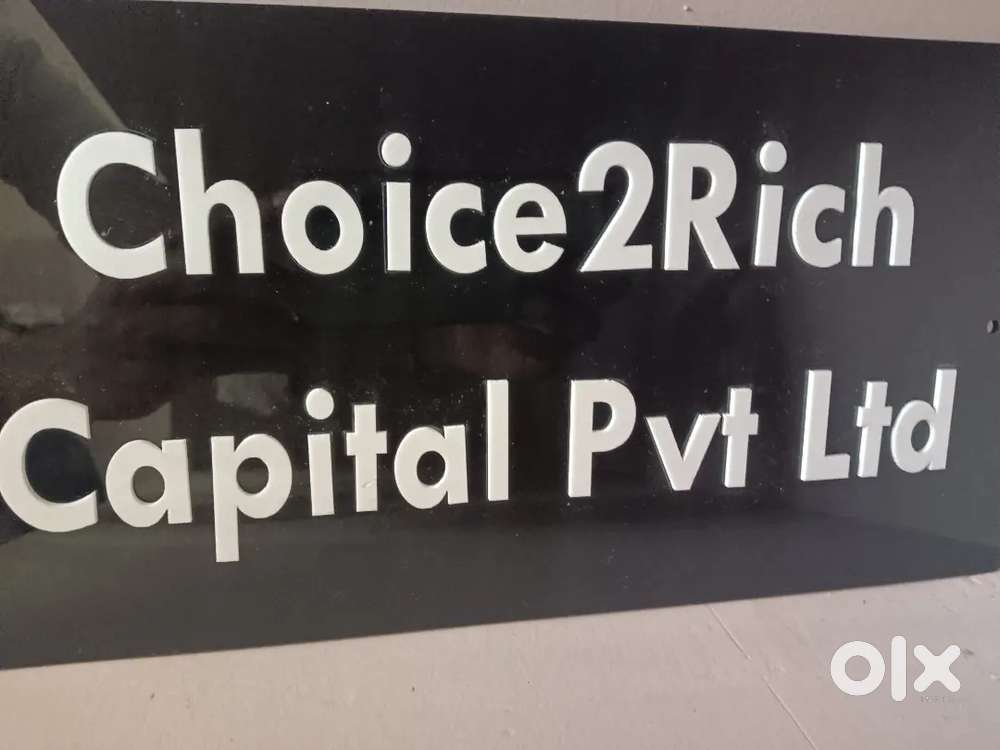 Choice2Rich
Capital Pvt Ltd
olx